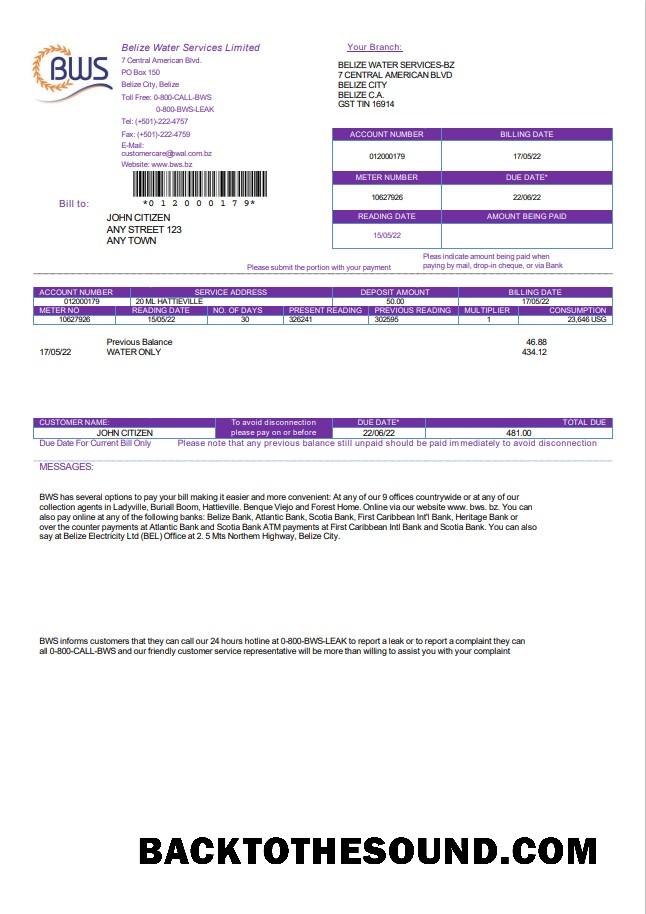 BWS
Belize Water Services Limited
7 Central American Blvd.
PO Box 150
Belize City, Belize
Toll Free: 0-800-CALL-BWS
0-800-BWS-LEAK
Tel: (+501)-222-4757
Fax: (+501)-222-4759
E-Mail:
customercare@bwal.com.bz
Website: www.bws.bz
*012000179*
Bill to:
JOHN CITIZEN
ANY STREET 123
ANY TOWN
Your Branch:
BELIZE WATER SERVICES-BZ
7 CENTRAL AMERICAN BLVD
BELIZE CITY
BELIZE C.A.
GST TIN 16914
ACCOUNT NUMBER BILLING DATE
012000179 17/05/22
METER NUMBER DUE DATE*
10627926 22/06/22
READING DATE AMOUNT BEING PAID
15/05/22
Pleas indicate amount being paid when
paying by mail, drop-in cheque, or via Bank
Please submit the portion with your payment
ACCOUNT NUMBER SERVICE ADDRESS DEPOSIT AMOUNT BILLING DATE
012000179 20 ML HATTIEVILLE 50.00 17/05/22
METER NO READING DATE NO. OF DAYS PRESENT READING PREVIOUS READING MULTIPLIER CONSUMPTION
10627926 15/05/22 30 326241 302595 1 23,646 USG
Previous Balance 46.88
17/05/22 WATER ONLY 434.12
CUSTOMER NAME: To avoid disconnection DUE DATE* TOTAL DUE
JOHN CITIZEN please pay on or before 22/06/22 481.00
Due Date For Current Bill Only Please note that any previous balance still unpaid should be paid immediately to avoid disconnection
MESSAGES:
BWS has several options to pay your bill making it easier and more convenient: At any of our 9 offices countrywide or at any of our
collection agents in Ladyville, Buriall Boom, Hattieville. Benque Viejo and Forest Home. Online via our website www. bws. bz. You can
also pay online at any of the following banks: Belize Bank, Atlantic Bank, Scotia Bank, First Caribbean Int'l Bank, Heritage Bank or
over the counter payments at Atlantic Bank and Scotia Bank ATM payments at First Caribbean Intl Bank and Scotia Bank. You can also
say at Belize Electricity Ltd (BEL) Office at 2. 5 Mts Northern Highway, Belize City.
BWS informs customers that they can call our 24 hours hotline at 0-800-BWS-LEAK to report a leak or to report a complaint they can
all 0-800-CALL-BWS and our friendly customer service representative will be more than willing to assist you with your complaint
BACKTOTHESOUND.COM